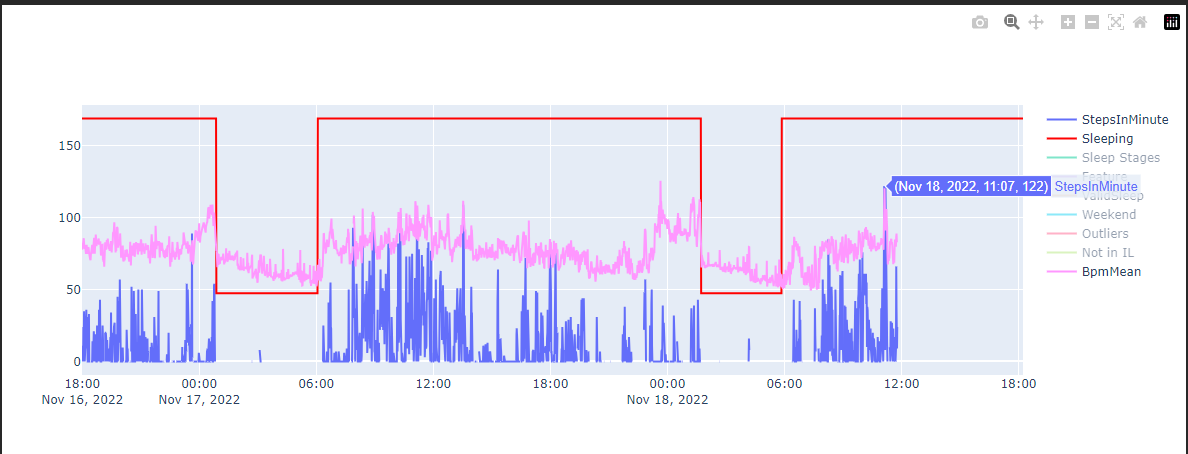 StepsInMinute
Sleeping
Sleep Stages
Feature
(Nov 18, 2022, 11:07, 122) StepsInMinute
ValidSleep
Weekend
Outliers
Not in IL
BpmMean
150
100
50
0
18:00 00:00 06:00 12:00 18:00 00:00 06:00 12:00 18:00
Nov 16, 2022 Nov 17, 2022 Nov 18, 2022